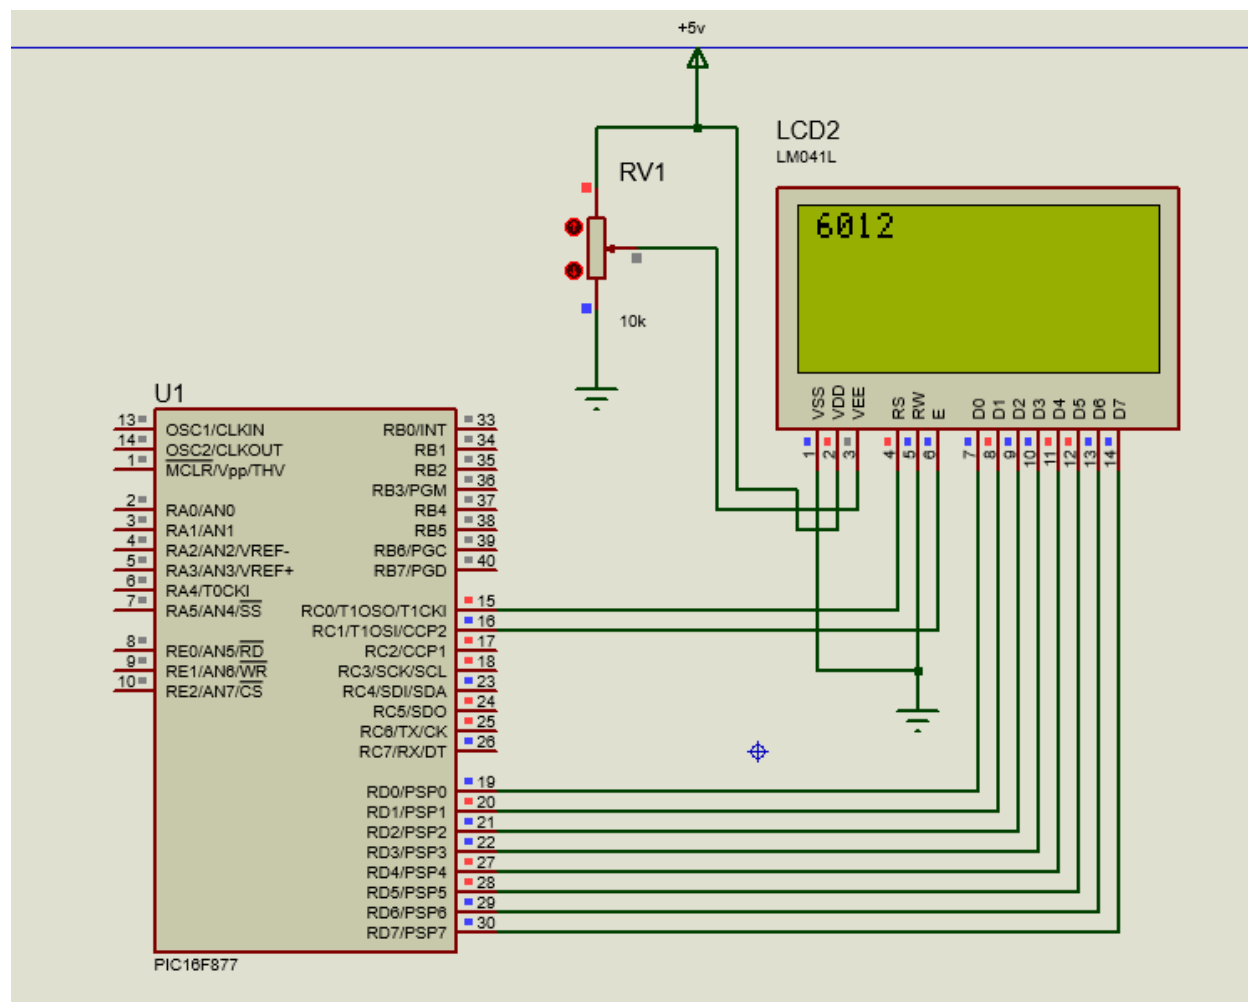 +5v
LCD2
LM041L
RV1
6012
10k
VSS
VDD
VEE
RS
RW
E
D0
D1
D2
D3
D4
D5
D6
D7
1
2
3
4
5
6
7
8
9
10
11
12
13
14
U1
13 OSC1/CLKIN
14 OSC2/CLKOUT
1 MCLR/Vpp/THV
2 RA0/AN0
3 RA1/AN1
4 RA2/AN2/VREF-
5 RA3/AN3/VREF+
6 RA4/T0CKI
7 RA5/AN4/SS
8 RE0/AN5/RD
9 RE1/AN6/WR
10 RE2/AN7/CS
RB0/INT 33
RB1 34
RB2 35
RB3/PGM 36
RB4 37
RB5 38
RB6/PGC 39
RB7/PGD 40
RC0/T1OSO/T1CKI 15
RC1/T1OSI/CCP2 16
RC2/CCP1 17
RC3/SCK/SCL 18
RC4/SDI/SDA 23
RC5/SDO 24
RC6/TX/CK 25
RC7/RX/DT 26
RD0/PSP0 19
RD1/PSP1 20
RD2/PSP2 21
RD3/PSP3 22
RD4/PSP4 27
RD5/PSP5 28
RD6/PSP6 29
RD7/PSP7 30
PIC16F877